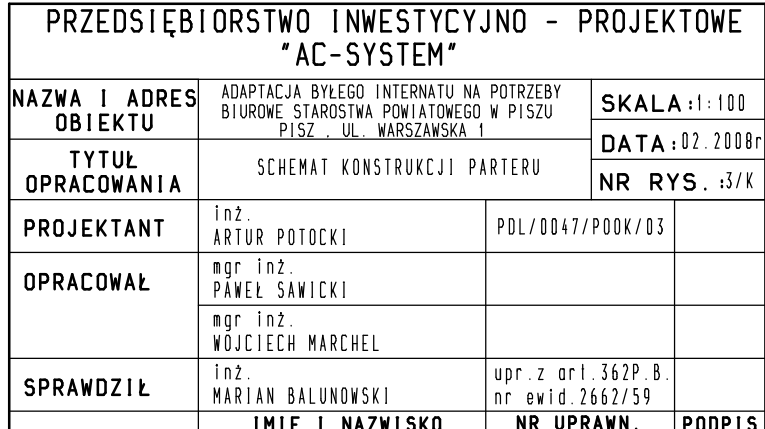 PRZEDSIĘBIORSTWO INWESTYCYJNO - PROJEKTOWE
"AC-SYSTEM"
NAZWA I ADRES
OBIEKTU
ADAPTACJA BYŁEGO INTERNATU NA POTRZEBY
BIUROWE STAROSTWA POWIATOWEGO W PISZU
PISZ , UL. WARSZAWSKA 1
SKALA:1:100
DATA:02.2008r
TYTUŁ
OPRACOWANIA
SCHEMAT KONSTRUKCJI PARTERU
NR RYS. :3/K
PROJEKTANT
inż.
ARTUR POTOCKI
PDL/0047/POOK/03
OPRACOWAŁ
mgr inż.
PAWEŁ SAWICKI
mgr inż.
WOJCIECH MARCHEL
SPRAWDZIŁ
inż.
MARIAN BALUNOWSKI
upr.z art.362P.B.
nr ewid.2662/59
IMIĘ I NAZWISKO
NR UPRAWN.
PODPIS